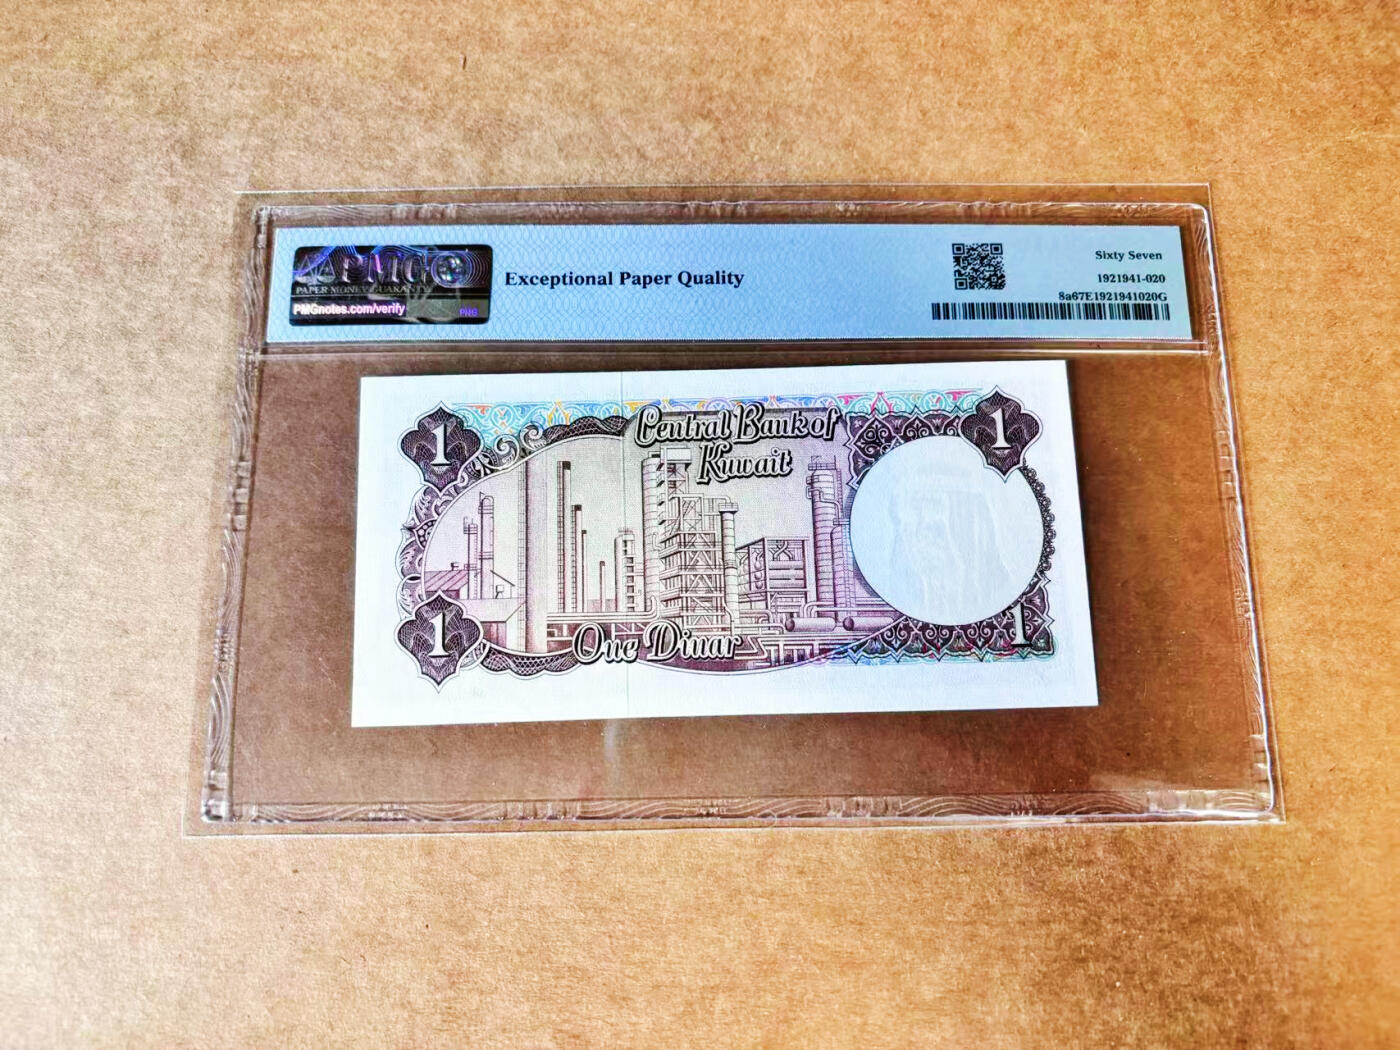 PMG
PAPER MONEY GUARANTY
PMGnotes.com/verify
PMG
Exceptional Paper Quality
Sixty Seven
1921941-020
8a67E1921941020G
1
1
Central Bank of
Kuwait
One Dinar
1
1